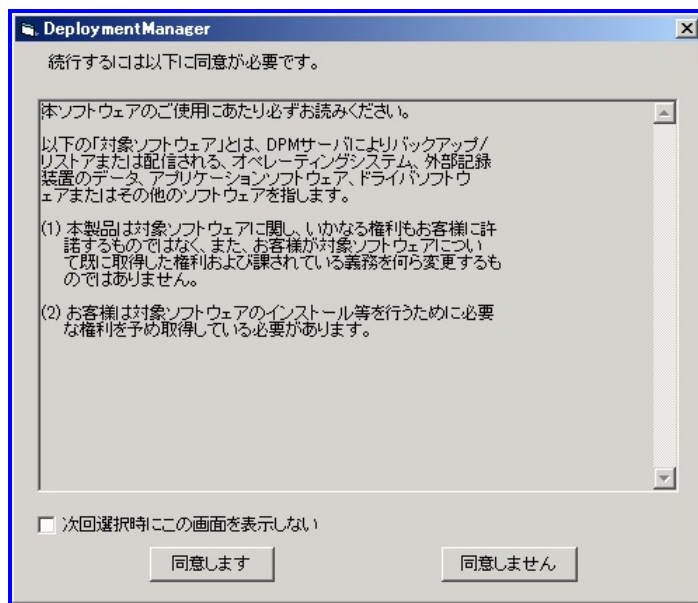 DeploymentManager
続行するには以下に同意が必要です。
本ソフトウェアのご使用にあたり必ずお読みください。
以下の「対象ソフトウェア」とは、DPMサーバによりバックアップ/
リストアまたは配信される、オペレーティングシステム、外部記録
装置のデータ、アプリケーションソフトウェア、ドライバソフトウ
ェアまたはその他のソフトウェアを指します。
(1) 本製品は対象ソフトウェアに関し、いかなる権利もお客様に許
諾するものではなく、また、お客様が対象ソフトウェアについ
て既に取得した権利および課されている義務を何ら変更するも
のではありません。
(2) お客様は対象ソフトウェアのインストール等を行うために必要
な権利を予め取得している必要があります。
次回選択時にこの画面を表示しない
同意します
同意しません